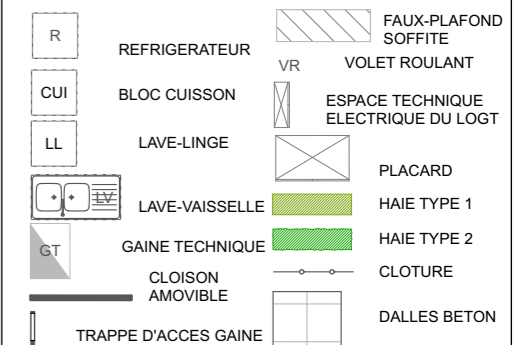 R
REFRIGERATEUR
CUI
BLOC CUISSON
LL
LAVE-LINGE
LV
LAVE-VAISSELLE
GT
GAINE TECHNIQUE
CLOISON
AMOVIBLE
TRAPPE D'ACCES GAINE
FAUX-PLAFOND
SOFFITE
VR
VOLET ROULANT
ESPACE TECHNIQUE
ELECTRIQUE DU LOGT
PLACARD
HAIE TYPE 1
HAIE TYPE 2
CLOTURE
DALLES BETON